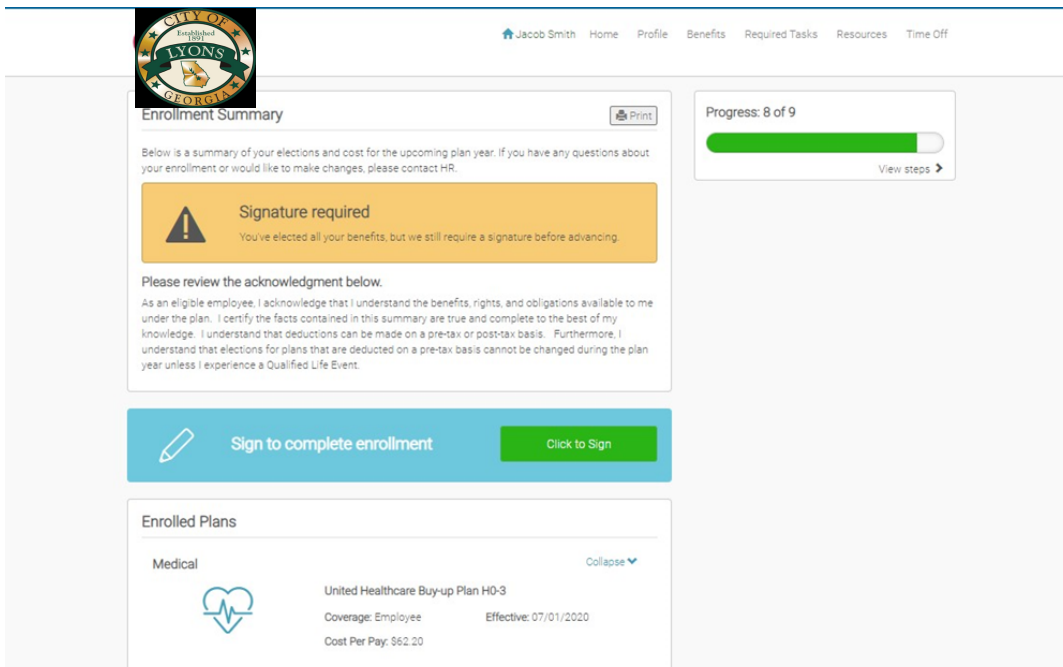 CITY OF
Established
1891
LYONS
GEORGIA
Jacob Smith Home Profile Benefits Required Tasks Resources Time Off
Enrollment Summary
Print
Below is a summary of your elections and cost for the upcoming plan year. If you have any questions about
your enrollment or would like to make changes, please contact HR.
Signature required
You've elected all your benefits, but we still require a signature before advancing.
Please review the acknowledgment below.
As an eligible employee, I acknowledge that I understand the benefits, rights, and obligations available to me
under the plan. I certify the facts contained in this summary are true and complete to the best of my
knowledge. I understand that deductions can be made on a pre-tax or post-tax basis. Furthermore, I
understand that elections for plans that are deducted on a pre-tax basis cannot be changed during the plan
year unless I experience a Qualified Life Event.
Progress: 8 of 9
View steps
Sign to complete enrollment
Click to Sign
Enrolled Plans
Medical
Collapse
United Healthcare Buy-up Plan H0-3
Coverage: Employee Effective: 07/01/2020
Cost Per Pay: $62.20